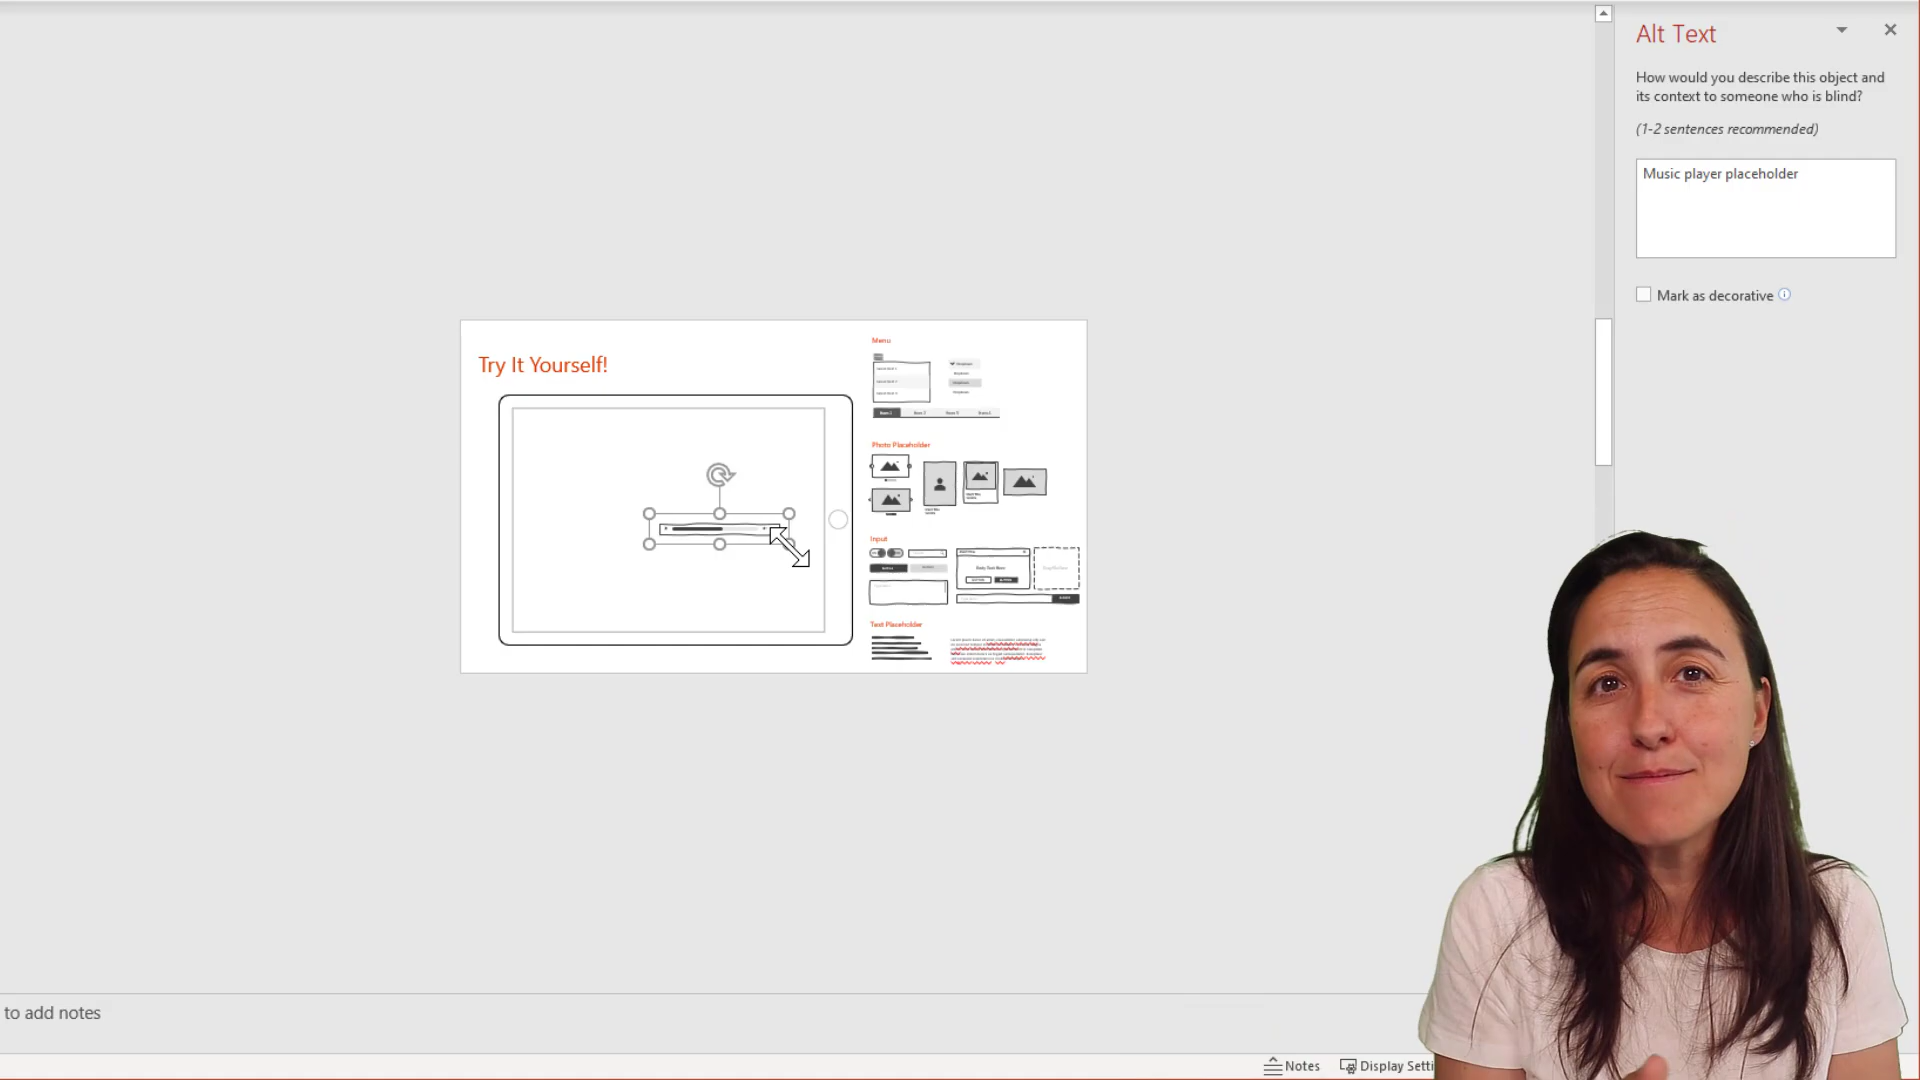 Alt Text
How would you describe this object and
its context to someone who is blind?
(1-2 sentences recommended)
Music player placeholder
Mark as decorative
Try It Yourself!
Menu
Photo Placeholder
Input
Text Placeholder
to add notes
Notes
Display Setti